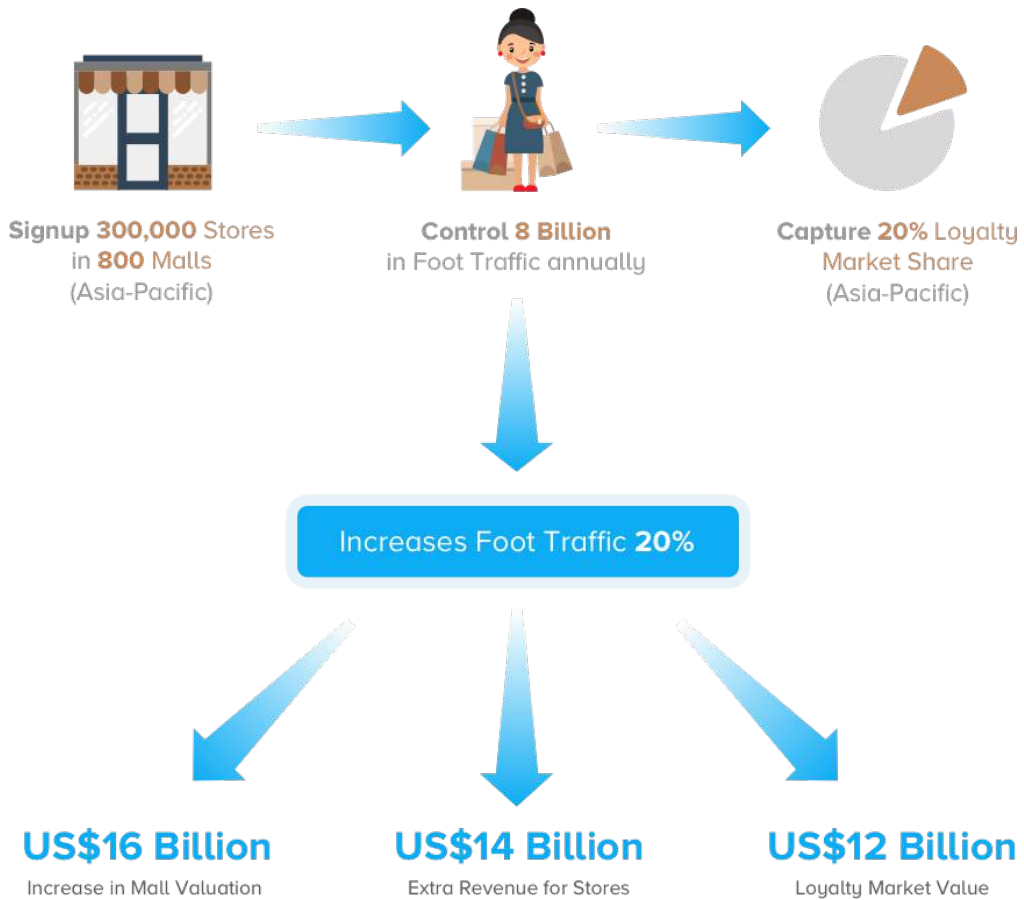 Signup 300,000 Stores
in 800 Malls
(Asia-Pacific)
Control 8 Billion
in Foot Traffic annually
Capture 20% Loyalty
Market Share
(Asia-Pacific)
Increases Foot Traffic 20%
US$16 Billion
Increase in Mall Valuation
US$14 Billion
Extra Revenue for Stores
US$12 Billion
Loyalty Market Value